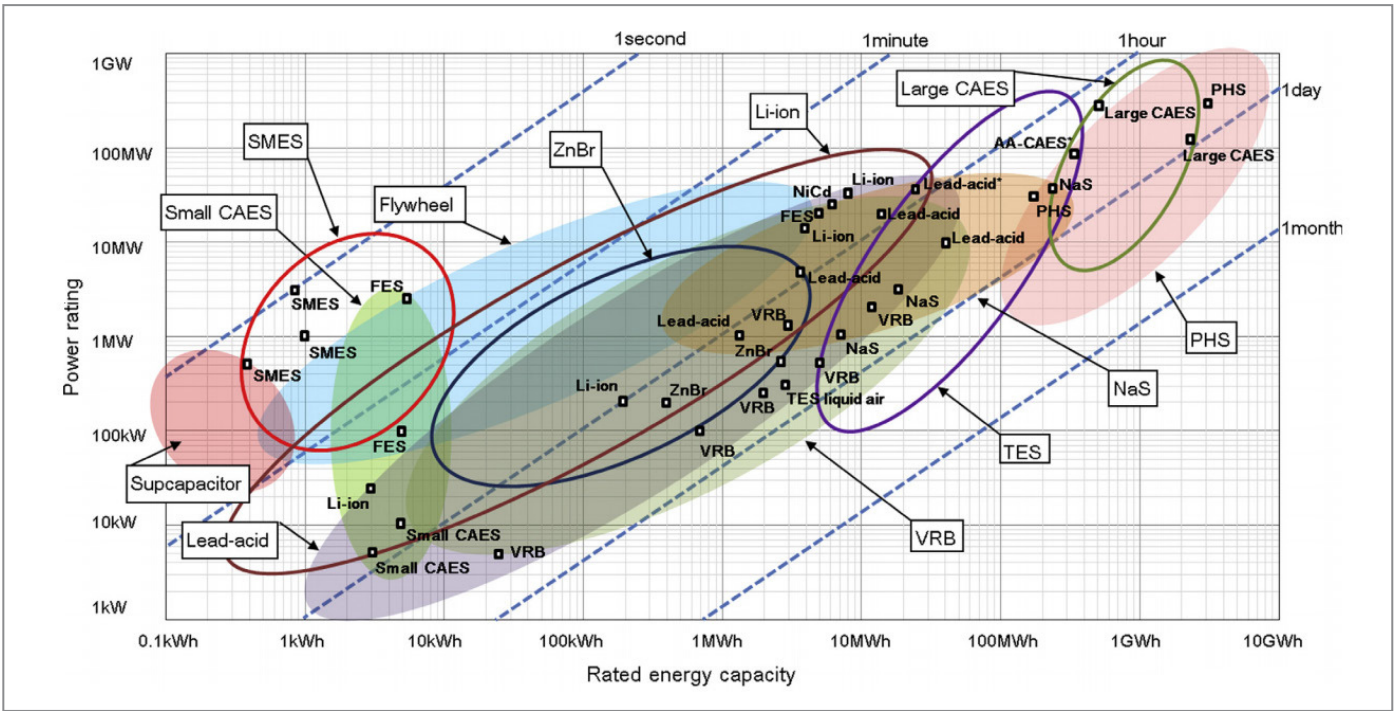 1second
1minute
1hour
1GW
Large CAES
PHS
1day
Li-ion
Large CAES
SMES
ZnBr
AA-CAES*
Large CAES
100MW
Small CAES
Flywheel
NiCd
Li-ion
Lead-acid*
NaS
FES
Lead-acid
PHS
1month
10MW
Li-ion
Lead-acid
FES
Lead-acid
SMES
NaS
Power rating
Lead-acid
VRB
VRB
1MW
SMES
ZnBr
NaS
PHS
SMES
VRB
Li-ion
ZnBr
TES liquid air
NaS
VRB
100kW
FES
VRB
TES
Supcapacitor
Li-ion
10kW
Small CAES
VRB
Lead-acid
VRB
Small CAES
1kW
0.1kWh
1kWh
10kWh
100kWh
1MWh
10MWh
100MWh
1GWh
10GWh
Rated energy capacity